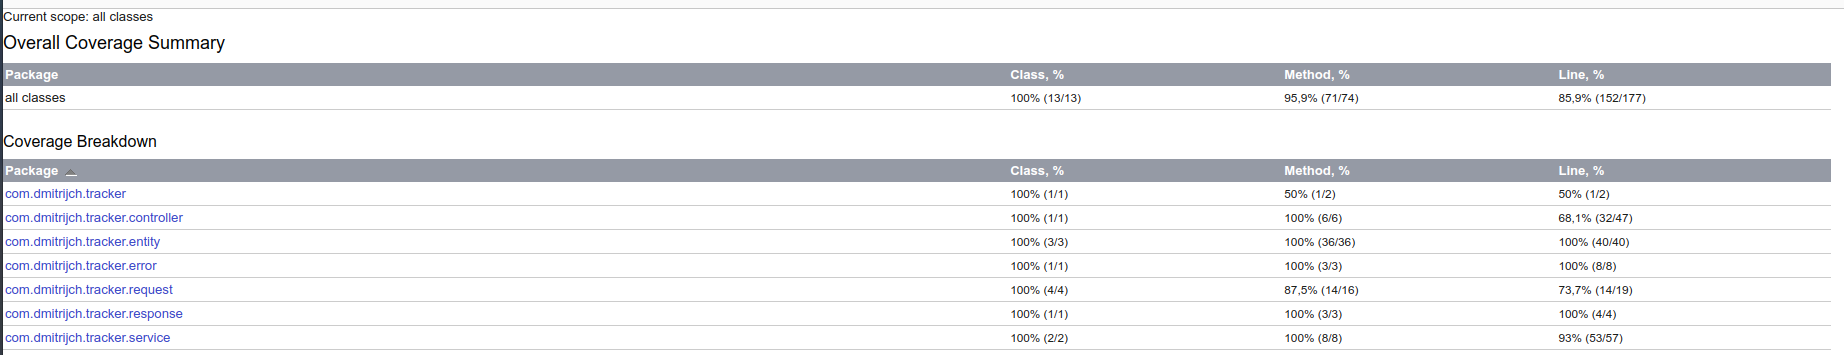 Current scope: all classes
Overall Coverage Summary
Package Class, % Method, % Line, %
all classes 100% (13/13) 95,9% (71/74) 85,9% (152/177)
Coverage Breakdown
Package Class, % Method, % Line, %
com.dmitrijch.tracker 100% (1/1) 50% (1/2) 50% (1/2)
com.dmitrijch.tracker.controller 100% (1/1) 100% (6/6) 68,1% (32/47)
com.dmitrijch.tracker.entity 100% (3/3) 100% (36/36) 100% (40/40)
com.dmitrijch.tracker.error 100% (1/1) 100% (3/3) 100% (8/8)
com.dmitrijch.tracker.request 100% (4/4) 87,5% (14/16) 73,7% (14/19)
com.dmitrijch.tracker.response 100% (1/1) 100% (3/3) 100% (4/4)
com.dmitrijch.tracker.service 100% (2/2) 100% (8/8) 93% (53/57)